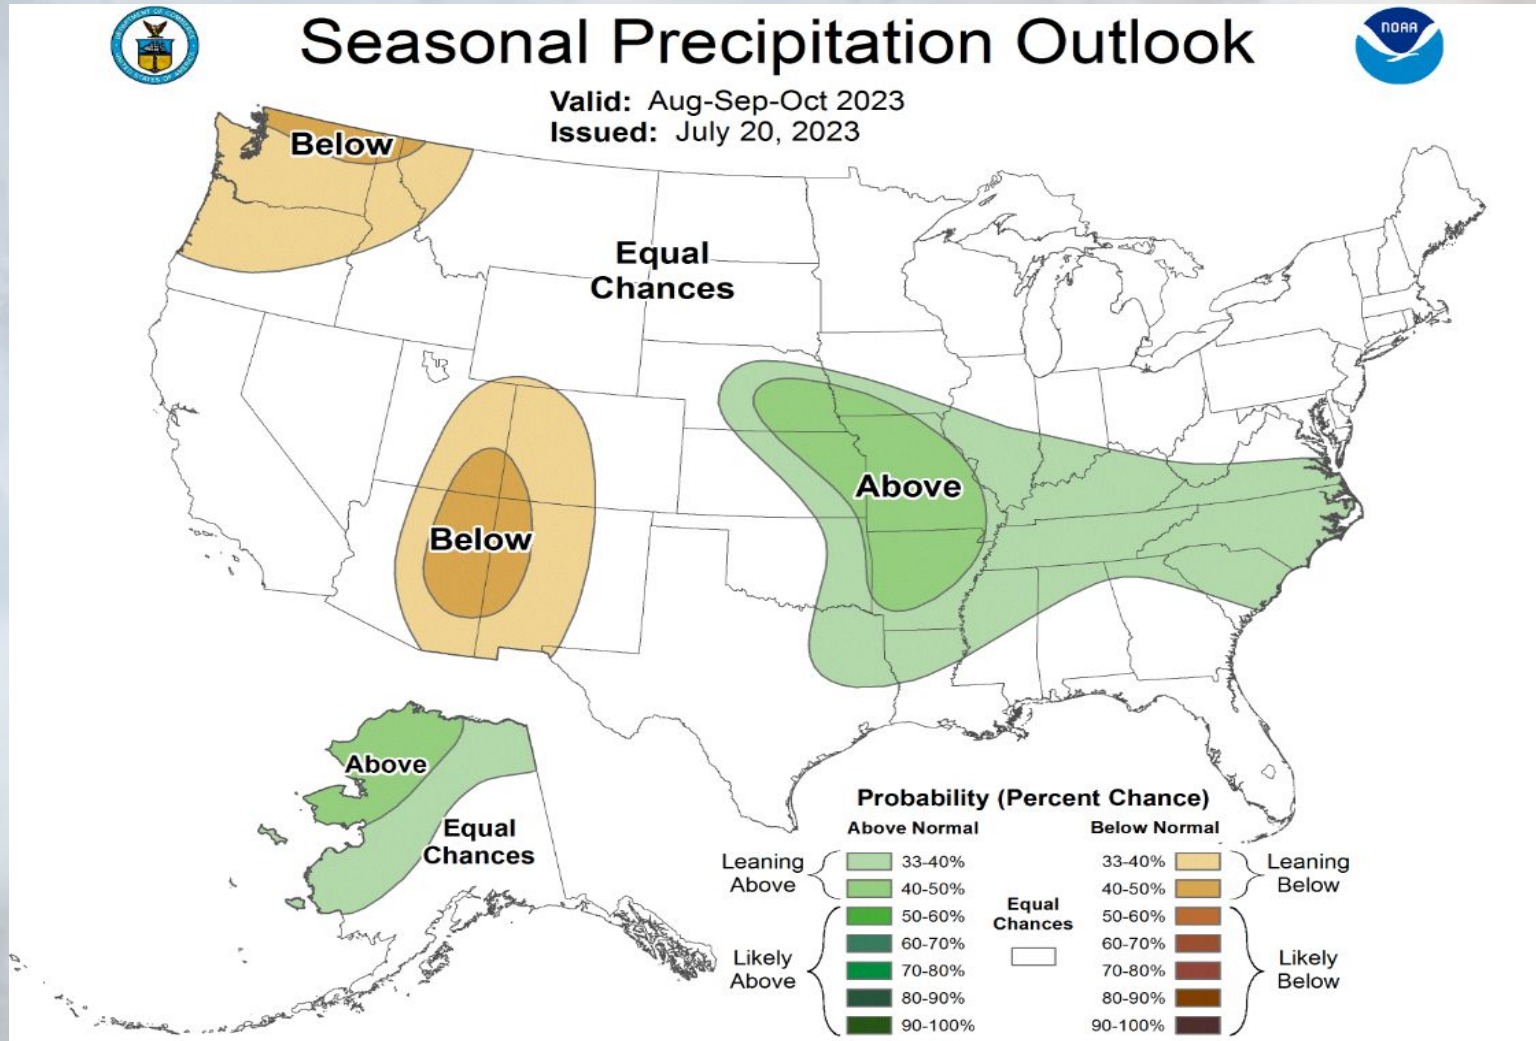 Seasonal Precipitation Outlook
NOAA
Valid: Aug-Sep-Oct 2023
Issued: July 20, 2023
Below
Equal
Chances
Above
Below
Above
Equal
Chances
Probability (Percent Chance)
Above Normal
Below Normal
Leaning
Above
33-40%
40-50%
50-60%
60-70%
70-80%
80-90%
90-100%
Likely
Above
Equal
Chances
33-40%
40-50%
50-60%
60-70%
70-80%
80-90%
90-100%
Leaning
Below
Likely
Below